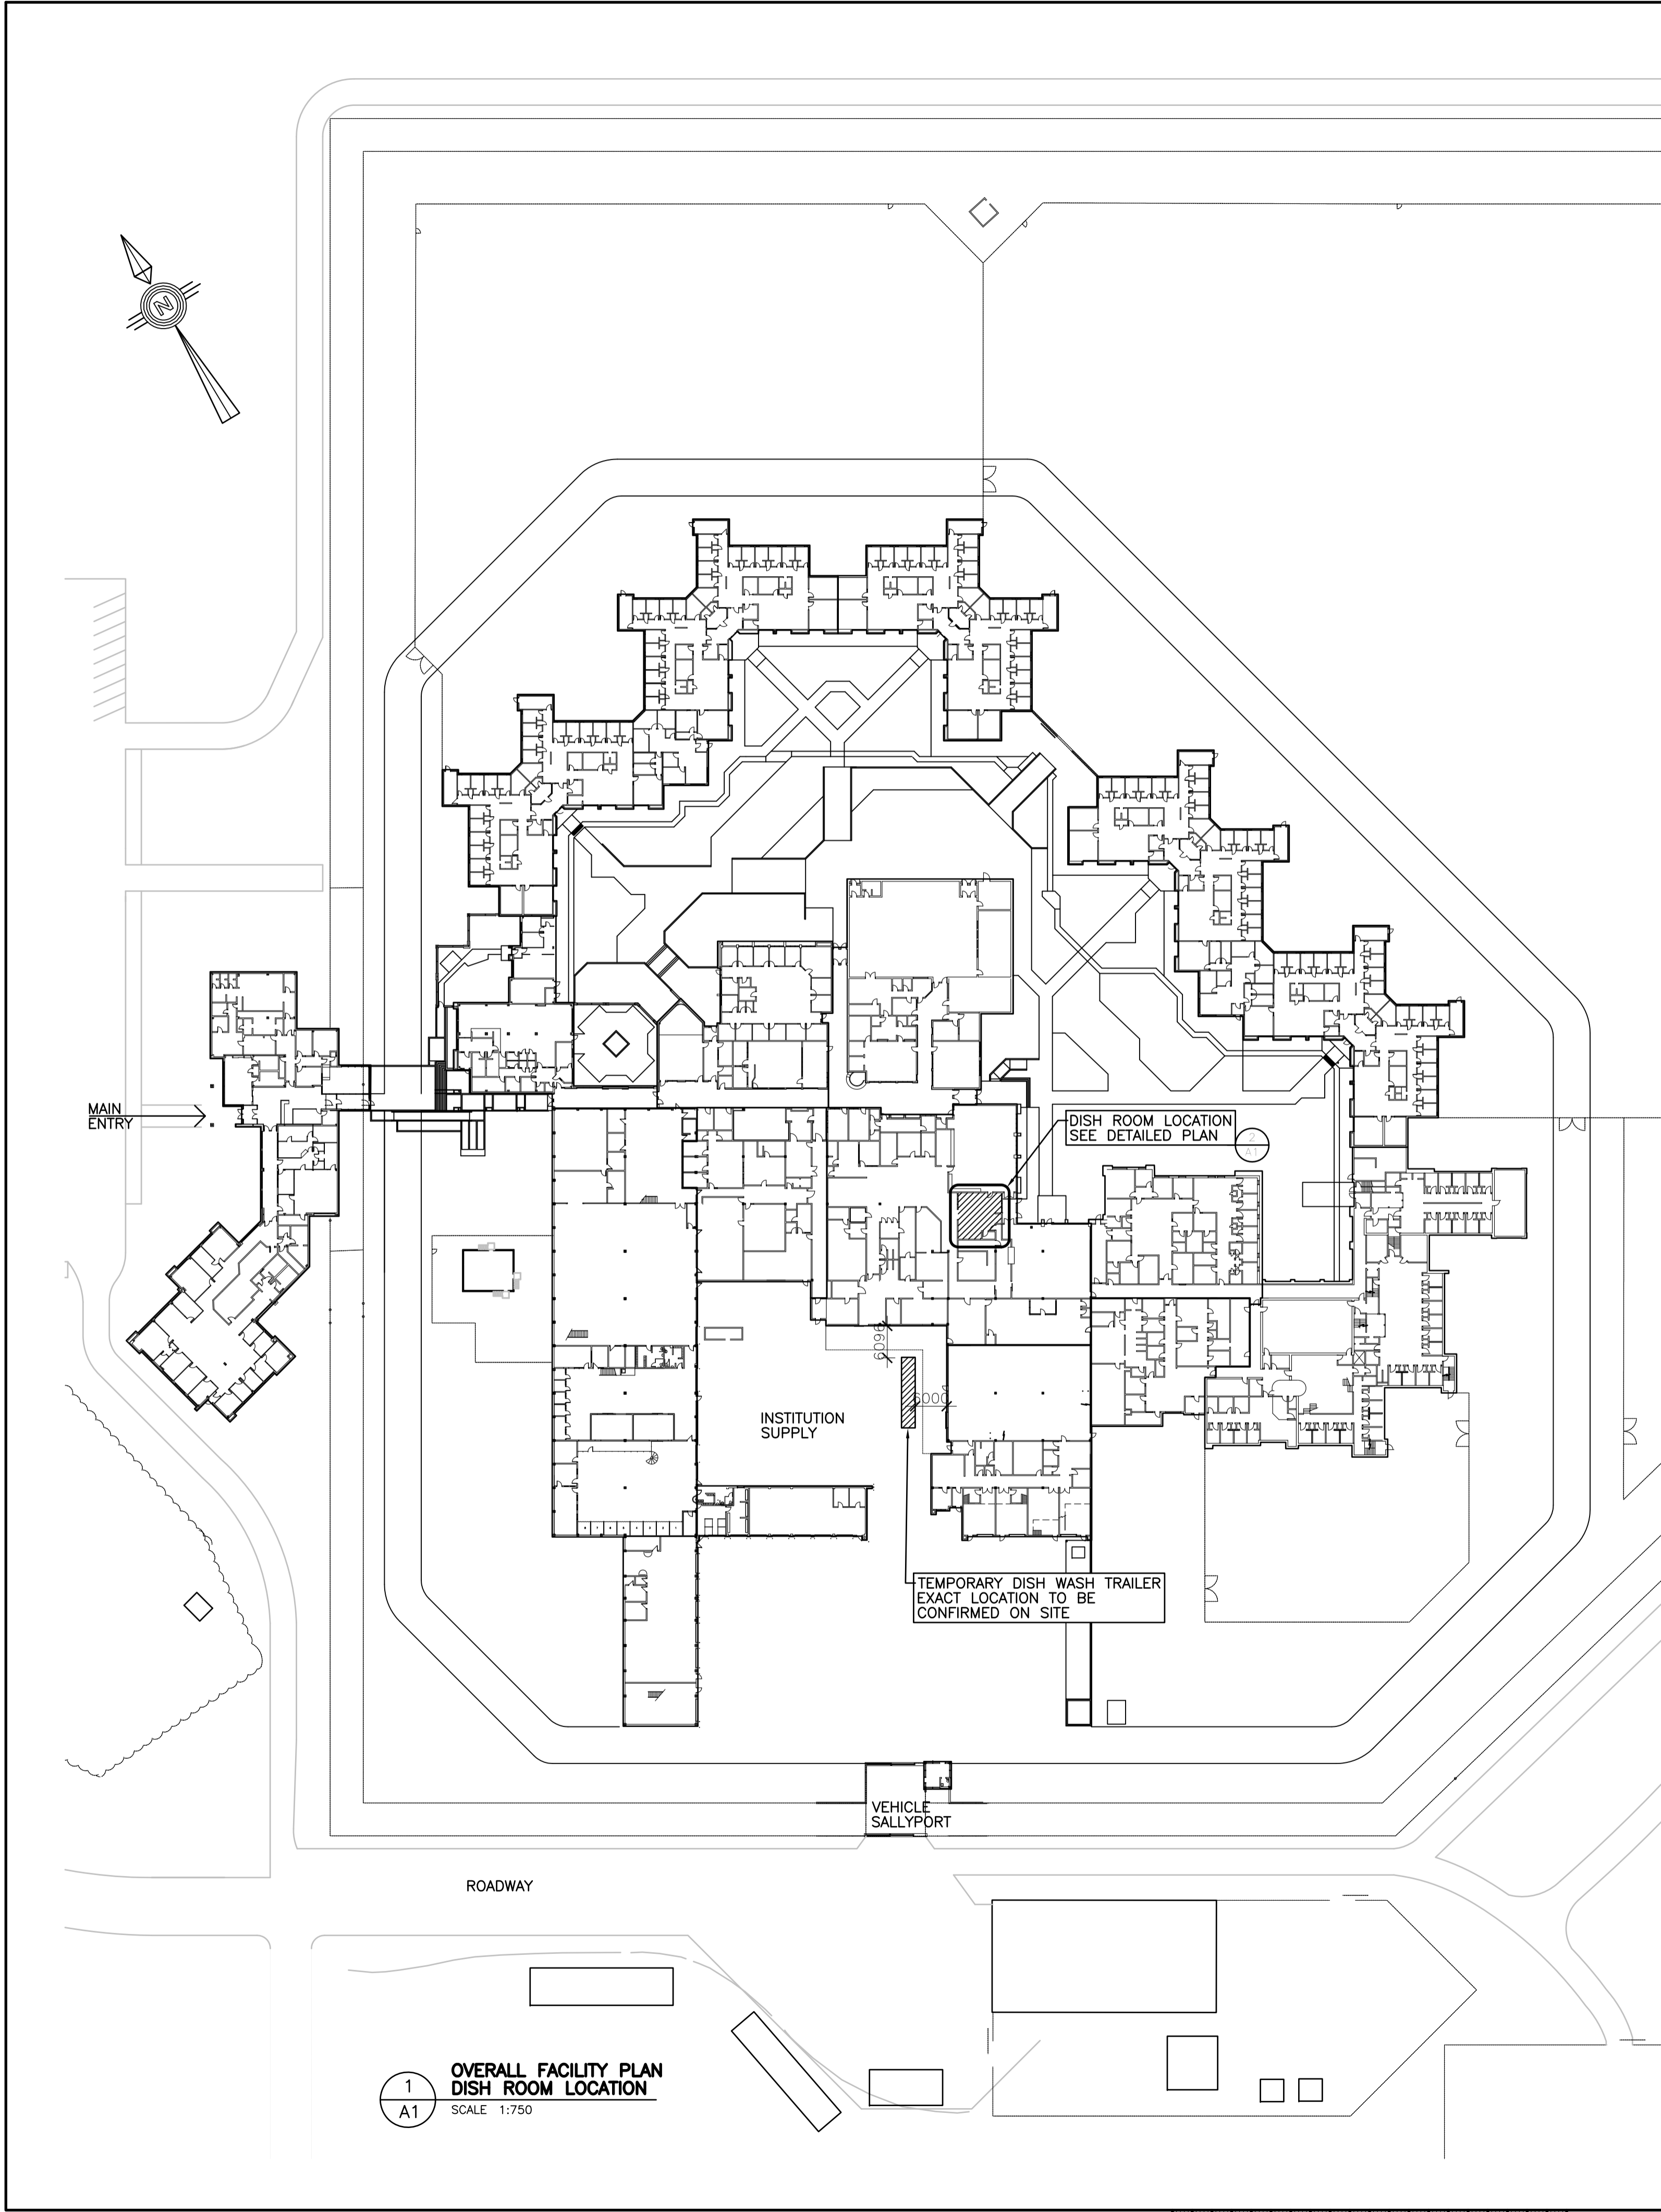 N
MAIN
ENTRY
DISH ROOM LOCATION
SEE DETAILED PLAN
2
A1
6096
6000
INSTITUTION
SUPPLY
TEMPORARY DISH WASH TRAILER
EXACT LOCATION TO BE
CONFIRMED ON SITE
VEHICLE
SALLYPORT
ROADWAY
1
A1
OVERALL FACILITY PLAN
DISH ROOM LOCATION
SCALE 1:750